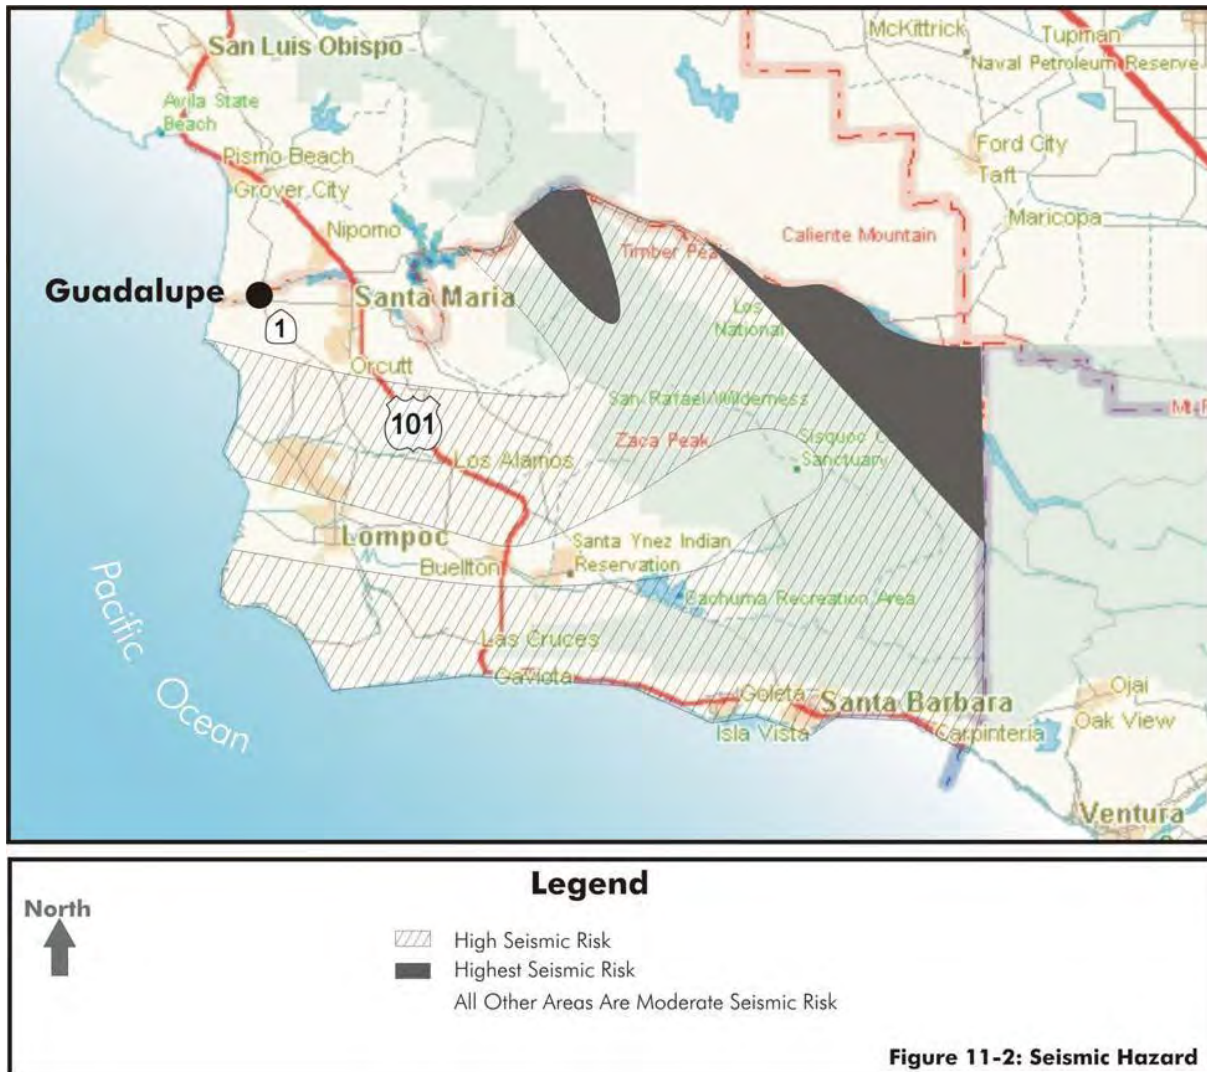 McKittrick
Tupman
Naval Petroleum Reserve
San Luis Obispo
Avila State
Beach
Ford City
Taft
Pismo Beach
Grover City
Maricopa
Nipomo
Caliente Mountain
Timber Pea
Guadalupe
Santa Maria
1
Los
National
Orcutt
San Rafael Wilderness
101
Zaca Peak
Sisquoc C
Sanctuary
Los Alamos
Lompoc
Santa Ynez Indian
Reservation
Buellton
Cachuma Recreation Area
Pacific Ocean
Las Cruces
Gaviota
Goleta
Santa Barbara
Ojai
Isla Vista
Carpinteria
Oak View
Ventura
Legend
North
High Seismic Risk
Highest Seismic Risk
All Other Areas Are Moderate Seismic Risk
Figure 11-2: Seismic Hazard